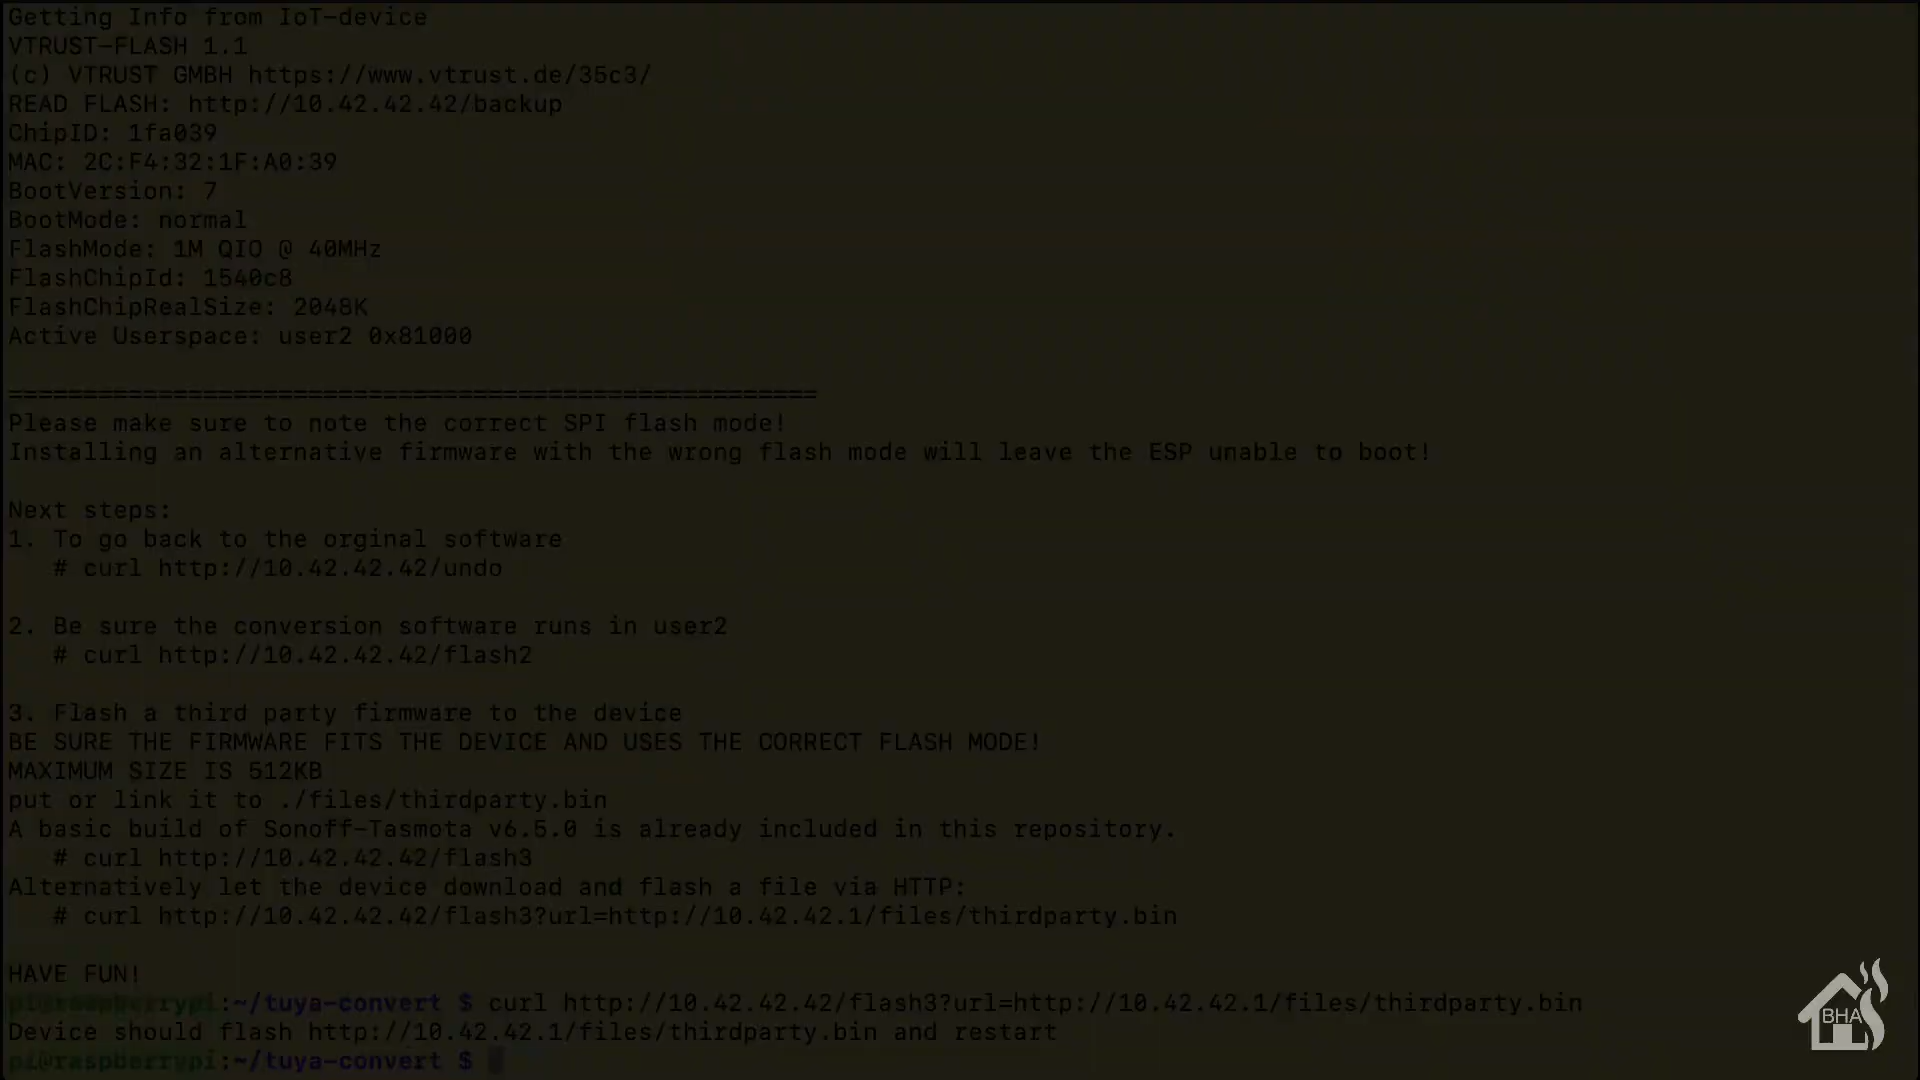 Getting Info from IoT-device
VTRUST-FLASH 1.1
(c) VTRUST GMBH https://www.vtrust.de/35c3/
READ FLASH: http://10.42.42.42/backup
ChipID: 1fa039
MAC: 2C:F4:32:1F:A0:39
BootVersion: 7
BootMode: normal
FlashMode: 1M QIO @ 40MHz
FlashChipId: 1540c8
FlashChipRealSize: 2048K
Active Userspace: user2 0x81000
======================================================
Please make sure to note the correct SPI flash mode!
Installing an alternative firmware with the wrong flash mode will leave the ESP unable to boot!
Next steps:
1. To go back to the orginal software
# curl http://10.42.42.42/undo
2. Be sure the conversion software runs in user2
# curl http://10.42.42.42/flash2
3. Flash a third party firmware to the device
BE SURE THE FIRMWARE FITS THE DEVICE AND USES THE CORRECT FLASH MODE!
MAXIMUM SIZE IS 512KB
put or link it to ./files/thirdparty.bin
A basic build of Sonoff-Tasmota v6.5.0 is already included in this repository.
# curl http://10.42.42.42/flash3
Alternatively let the device download and flash a file via HTTP:
# curl http://10.42.42.42/flash3?url=http://10.42.42.1/files/thirdparty.bin
HAVE FUN!
pi@raspberrypi:~/tuya-convert $ curl http://10.42.42.42/flash3?url=http://10.42.42.1/files/thirdparty.bin
Device should flash http://10.42.42.1/files/thirdparty.bin and restart
pi@raspberrypi:~/tuya-convert $
BHA